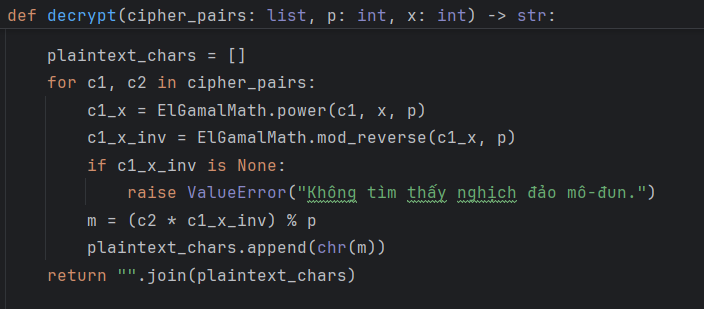 def decrypt(cipher_pairs: list, p: int, x: int) -> str:
    plaintext_chars = []
    for c1, c2 in cipher_pairs:
        c1_x = ElGamalMath.power(c1, x, p)
        c1_x_inv = ElGamalMath.mod_reverse(c1_x, p)
        if c1_x_inv is None:
            raise ValueError("Không tìm thấy nghịch đảo mô-đun.")
        m = (c2 * c1_x_inv) % p
        plaintext_chars.append(chr(m))
    return "".join(plaintext_chars)